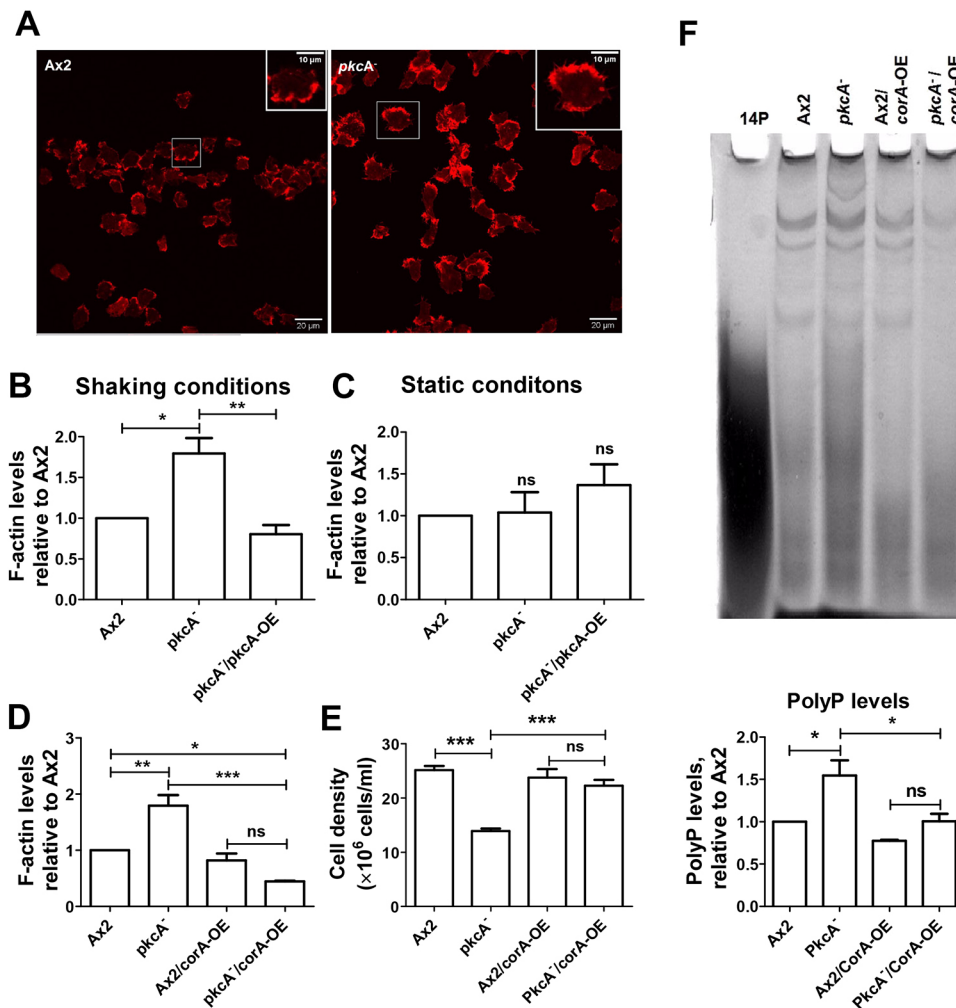 A
Ax2
10 µm
20 µm
pkcA-
10 µm
20 µm
B
Shaking conditions
F-actin levels
relative to Ax2
2.0
1.5
1.0
0.5
0.0
*
**
Ax2
pkcA-
pkcA-/pkcA-OE
C
Static conditons
F-actin levels
relative to Ax2
2.0
1.5
1.0
0.5
0.0
ns
ns
Ax2
pkcA-
pkcA-/pkcA-OE
D
F-actin levels
relative to Ax2
3
2
1
0
*
**
***
ns
Ax2
pkcA-
Ax2/corA-OE
pkcA-/corA-OE
E
Cell density
(×10⁶ cells/ml)
30
20
10
0
***
***
ns
Ax2
pkcA-
Ax2/corA-OE
PkcA-/corA-OE
F
14P
Ax2
pkcA-
Ax2/
corA-OE
pkcA-/
corA-OE
PolyP levels
PolyP levels,
relative to Ax2
2.0
1.5
1.0
0.5
0.0
*
*
ns
Ax2
PkcA-
Ax2/CorA-OE
PkcA-/CorA-OE